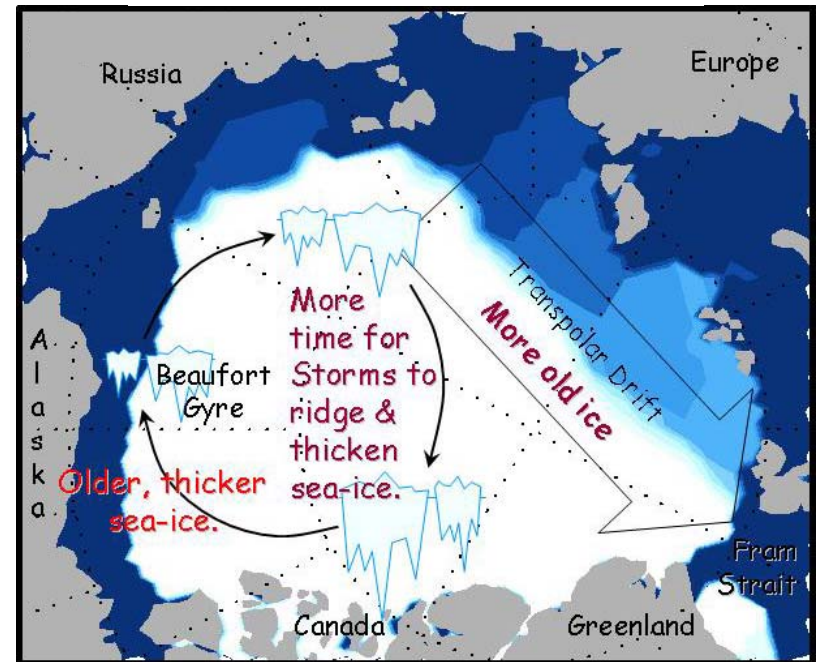 Russia
Europe
Transpolar Drift
More old ice
More
time for
Storms to
ridge &
thicken
sea-ice.
Beaufort
Gyre
Alaska
Older, thicker
sea-ice.
Fram
Strait
Canada
Greenland